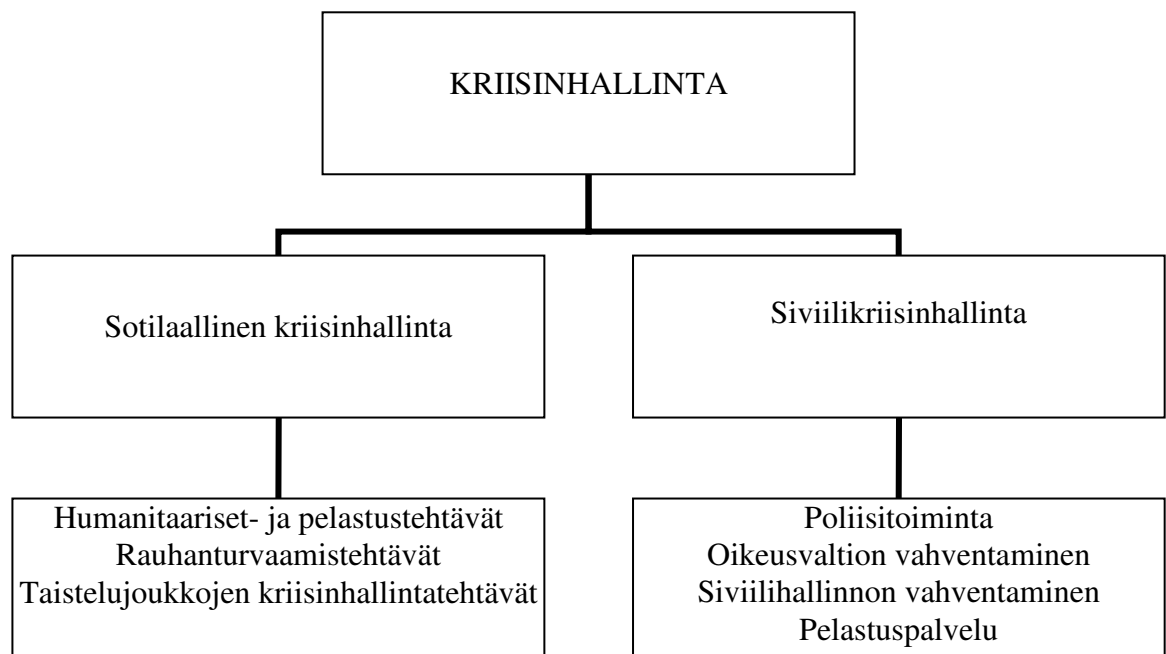 KRIISINHALLINTA
Sotilaallinen kriisinhallinta
Siviilikriisinhallinta
Humanitaariset- ja pelastustehtävät
Rauhanturvaamistehtävät
Taistelujoukkojen kriisinhallintatehtävät
Poliisitoiminta
Oikeusvaltion vahventaminen
Siviilihallinnon vahventaminen
Pelastuspalvelu